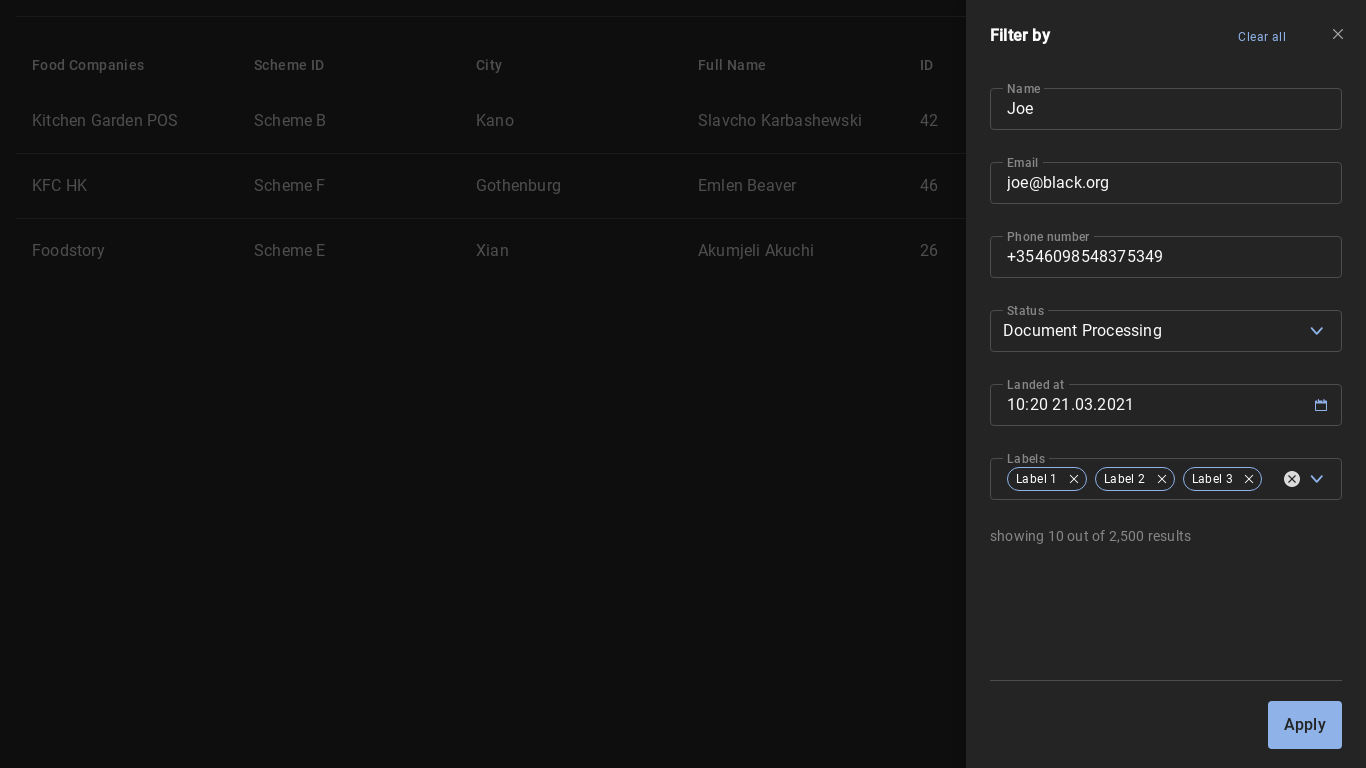 Food Companies Scheme ID City Full Name ID
Kitchen Garden POS Scheme B Kano Slavcho Karbashewski 42
KFC HK Scheme F Gothenburg Emlen Beaver 46
Foodstory Scheme E Xian Akumjeli Akuchi 26
Filter by Clear all
Name
Joe
Email
joe@black.org
Phone number
+3546098548375349
Status
Document Processing
Landed at
10:20 21.03.2021
Labels
Label 1 Label 2 Label 3
showing 10 out of 2,500 results
Apply